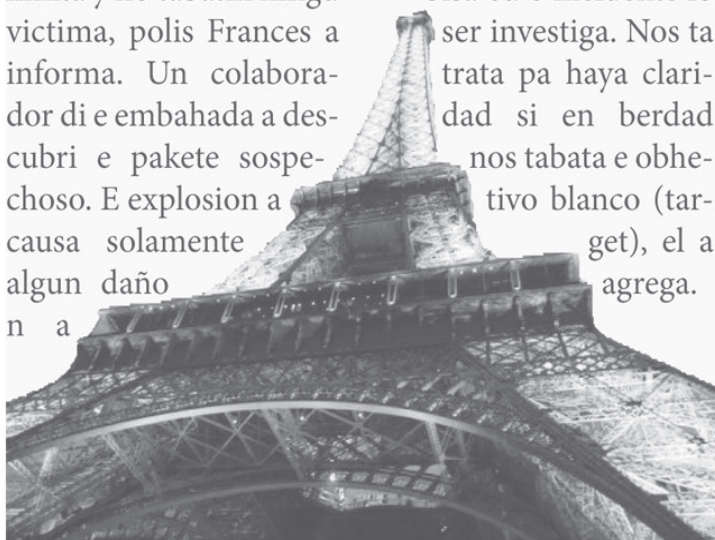 victima, polis Frances a
informa. Un colabora-
dor di e embahada a des-
cubri e pakete sospe-
choso. E explosion a
causa solamente
algun daño
n a
ser investiga. Nos ta
trata pa haya clari-
dad si en berdad
nos tabata e obhe-
tivo blanco (tar-
get), el a
agrega.